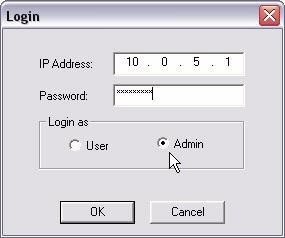 Login
IP Address: 10 . 0 . 5 . 1
Password: ×××××××××
Login as
User Admin
OK Cancel